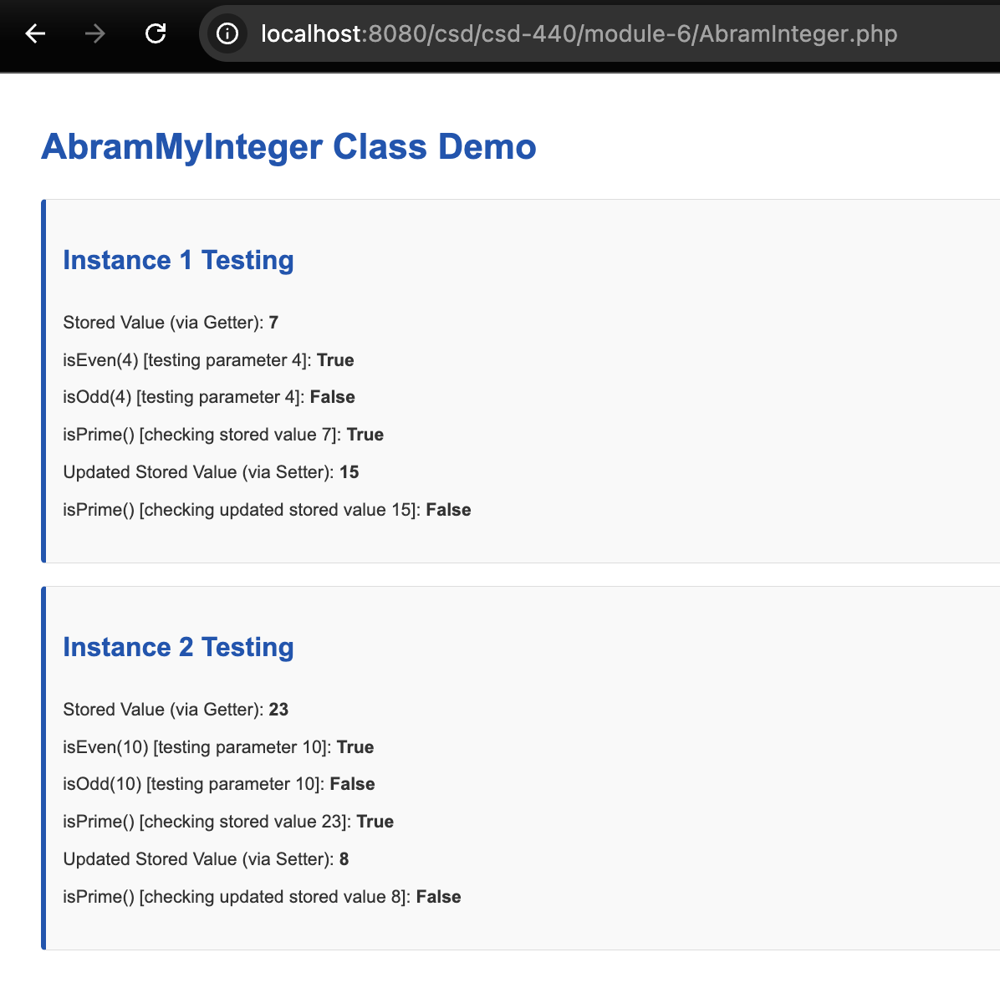 localhost:8080/csd/csd-440/module-6/AbramInteger.php
AbramMyInteger Class Demo
Instance 1 Testing
Stored Value (via Getter): 7
isEven(4) [testing parameter 4]: True
isOdd(4) [testing parameter 4]: False
isPrime() [checking stored value 7]: True
Updated Stored Value (via Setter): 15
isPrime() [checking updated stored value 15]: False
Instance 2 Testing
Stored Value (via Getter): 23
isEven(10) [testing parameter 10]: True
isOdd(10) [testing parameter 10]: False
isPrime() [checking stored value 23]: True
Updated Stored Value (via Setter): 8
isPrime() [checking updated stored value 8]: False